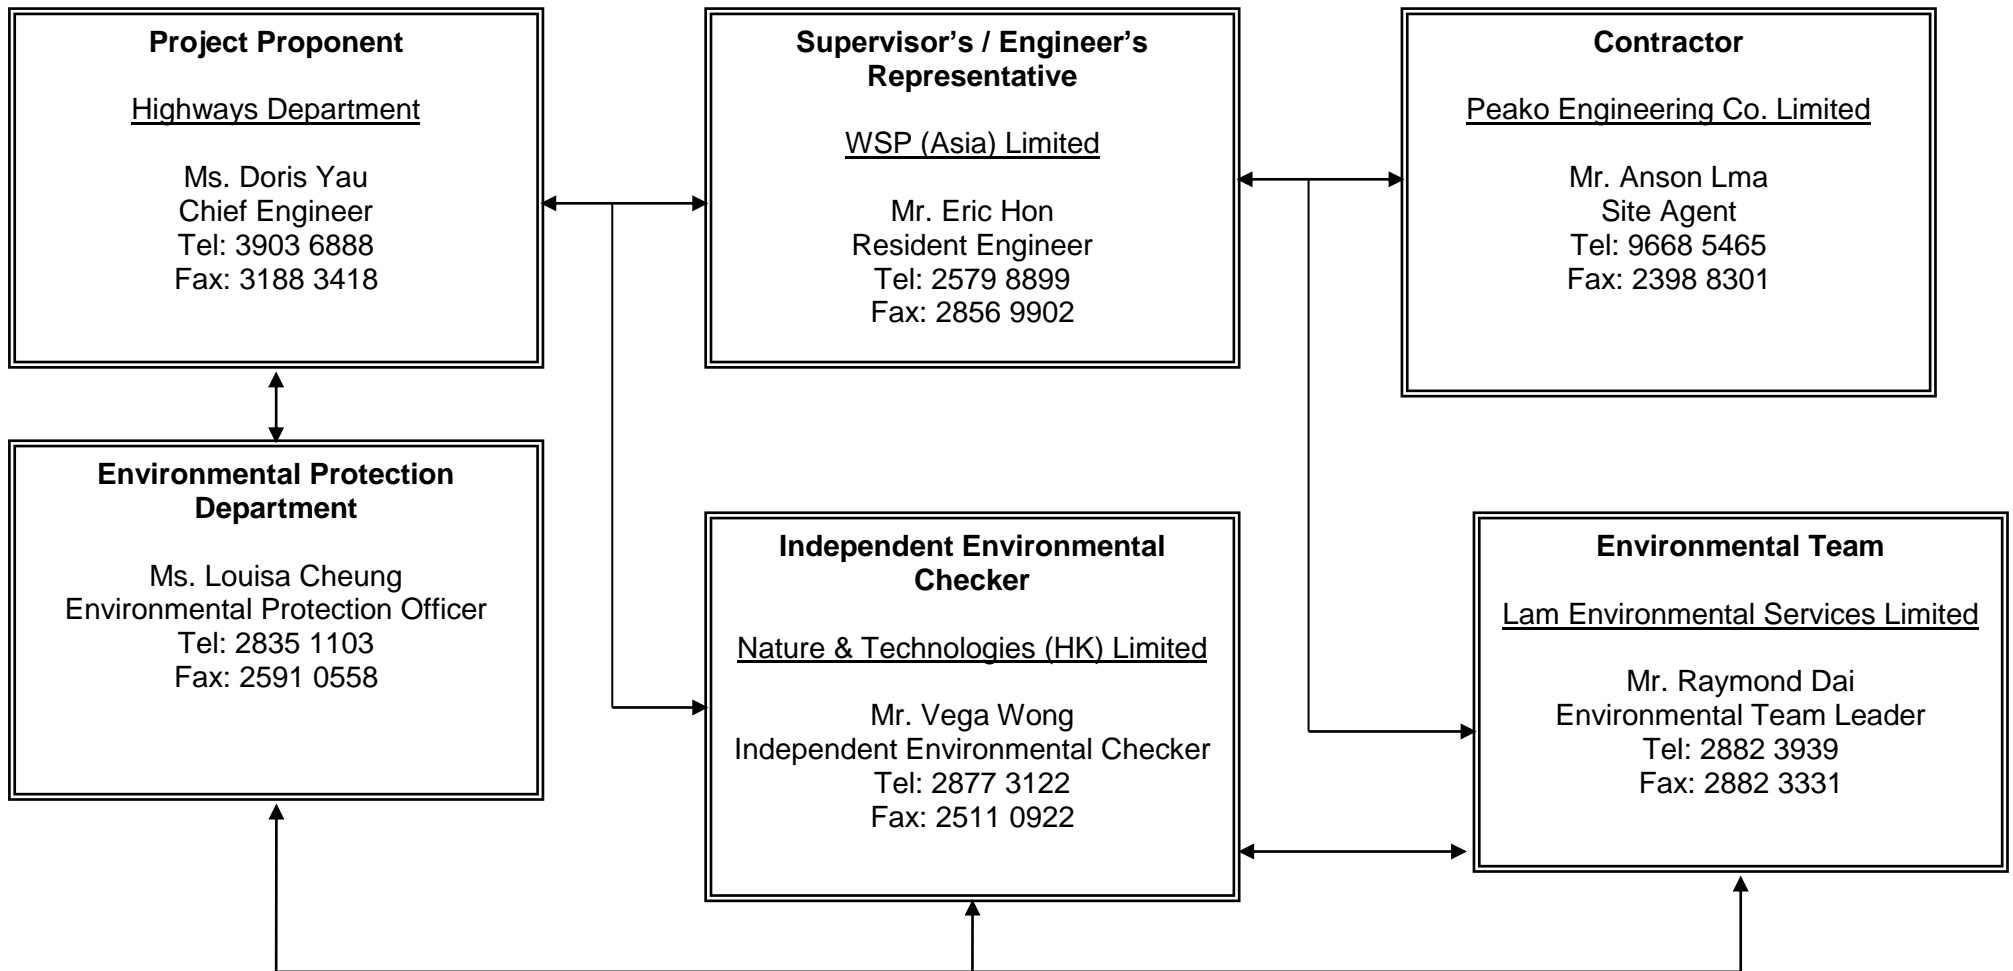 Project Proponent
Highways Department
Ms. Doris Yau
Chief Engineer
Tel: 3903 6888
Fax: 3188 3418
Supervisor’s / Engineer’s
Representative
WSP (Asia) Limited
Mr. Eric Hon
Resident Engineer
Tel: 2579 8899
Fax: 2856 9902
Contractor
Peako Engineering Co. Limited
Mr. Anson Lma
Site Agent
Tel: 9668 5465
Fax: 2398 8301
Environmental Protection
Department
Ms. Louisa Cheung
Environmental Protection Officer
Tel: 2835 1103
Fax: 2591 0558
Independent Environmental
Checker
Nature & Technologies (HK) Limited
Mr. Vega Wong
Independent Environmental Checker
Tel: 2877 3122
Fax: 2511 0922
Environmental Team
Lam Environmental Services Limited
Mr. Raymond Dai
Environmental Team Leader
Tel: 2882 3939
Fax: 2882 3331